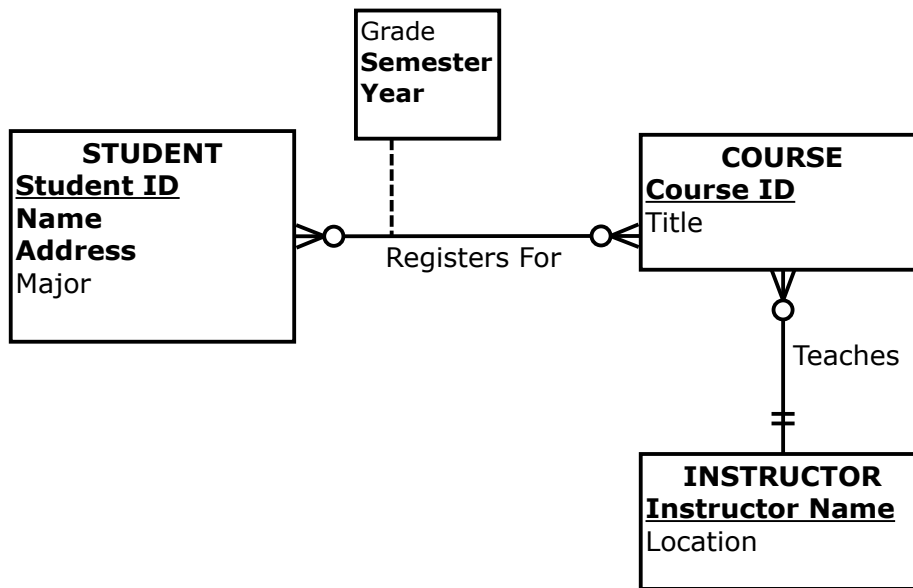 Grade
Semester
Year
STUDENT
Student ID
Name
Address
Major
Registers For
COURSE
Course ID
Title
Teaches
INSTRUCTOR
Instructor Name
Location